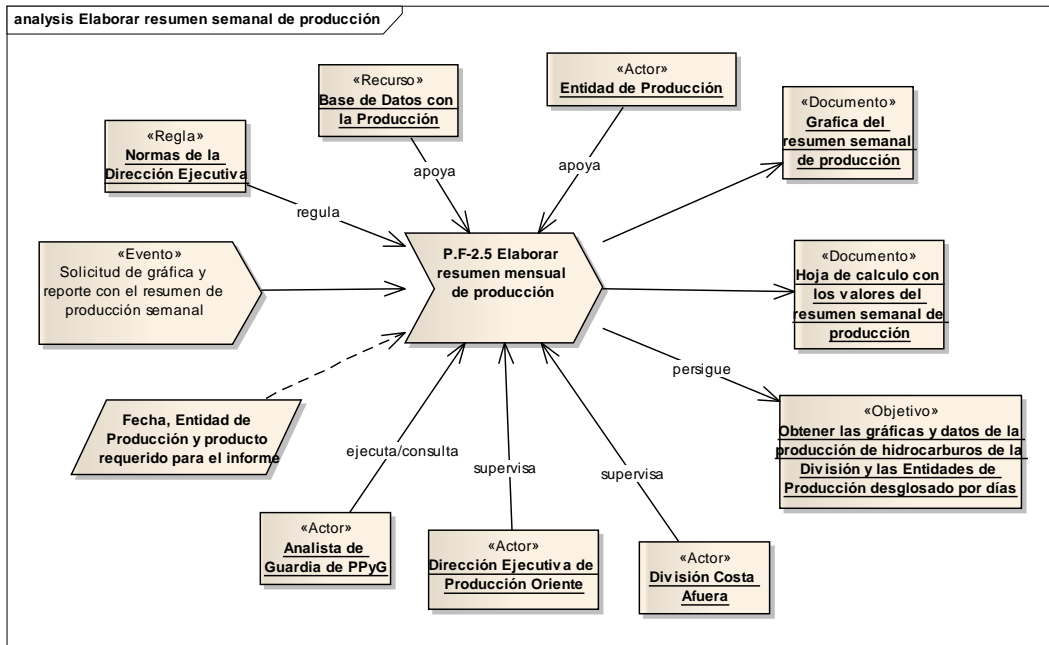 analysis Elaborar resumen semanal de producción
«Recurso»
Base de Datos con
la Producción
«Actor»
Entidad de Producción
«Documento»
Grafica del
resumen semanal
de producción
«Regla»
Normas de la
Dirección Ejecutiva
apoya
apoya
regula
«Evento»
Solicitud de gráfica y
reporte con el resumen de
producción semanal
P.F-2.5 Elaborar
resumen mensual
de producción
«Documento»
Hoja de calculo con
los valores del
resumen semanal de
producción
persigue
Fecha, Entidad de
Producción y producto
requerido para el informe
«Objetivo»
Obtener las gráficas y datos de la
producción de hidrocarburos de la
División y las Entidades de
Producción desglosado por días
ejecuta/consulta
supervisa
supervisa
«Actor»
Analista de
Guardia de PPyG
«Actor»
Dirección Ejecutiva de
Producción Oriente
«Actor»
División Costa
Afuera